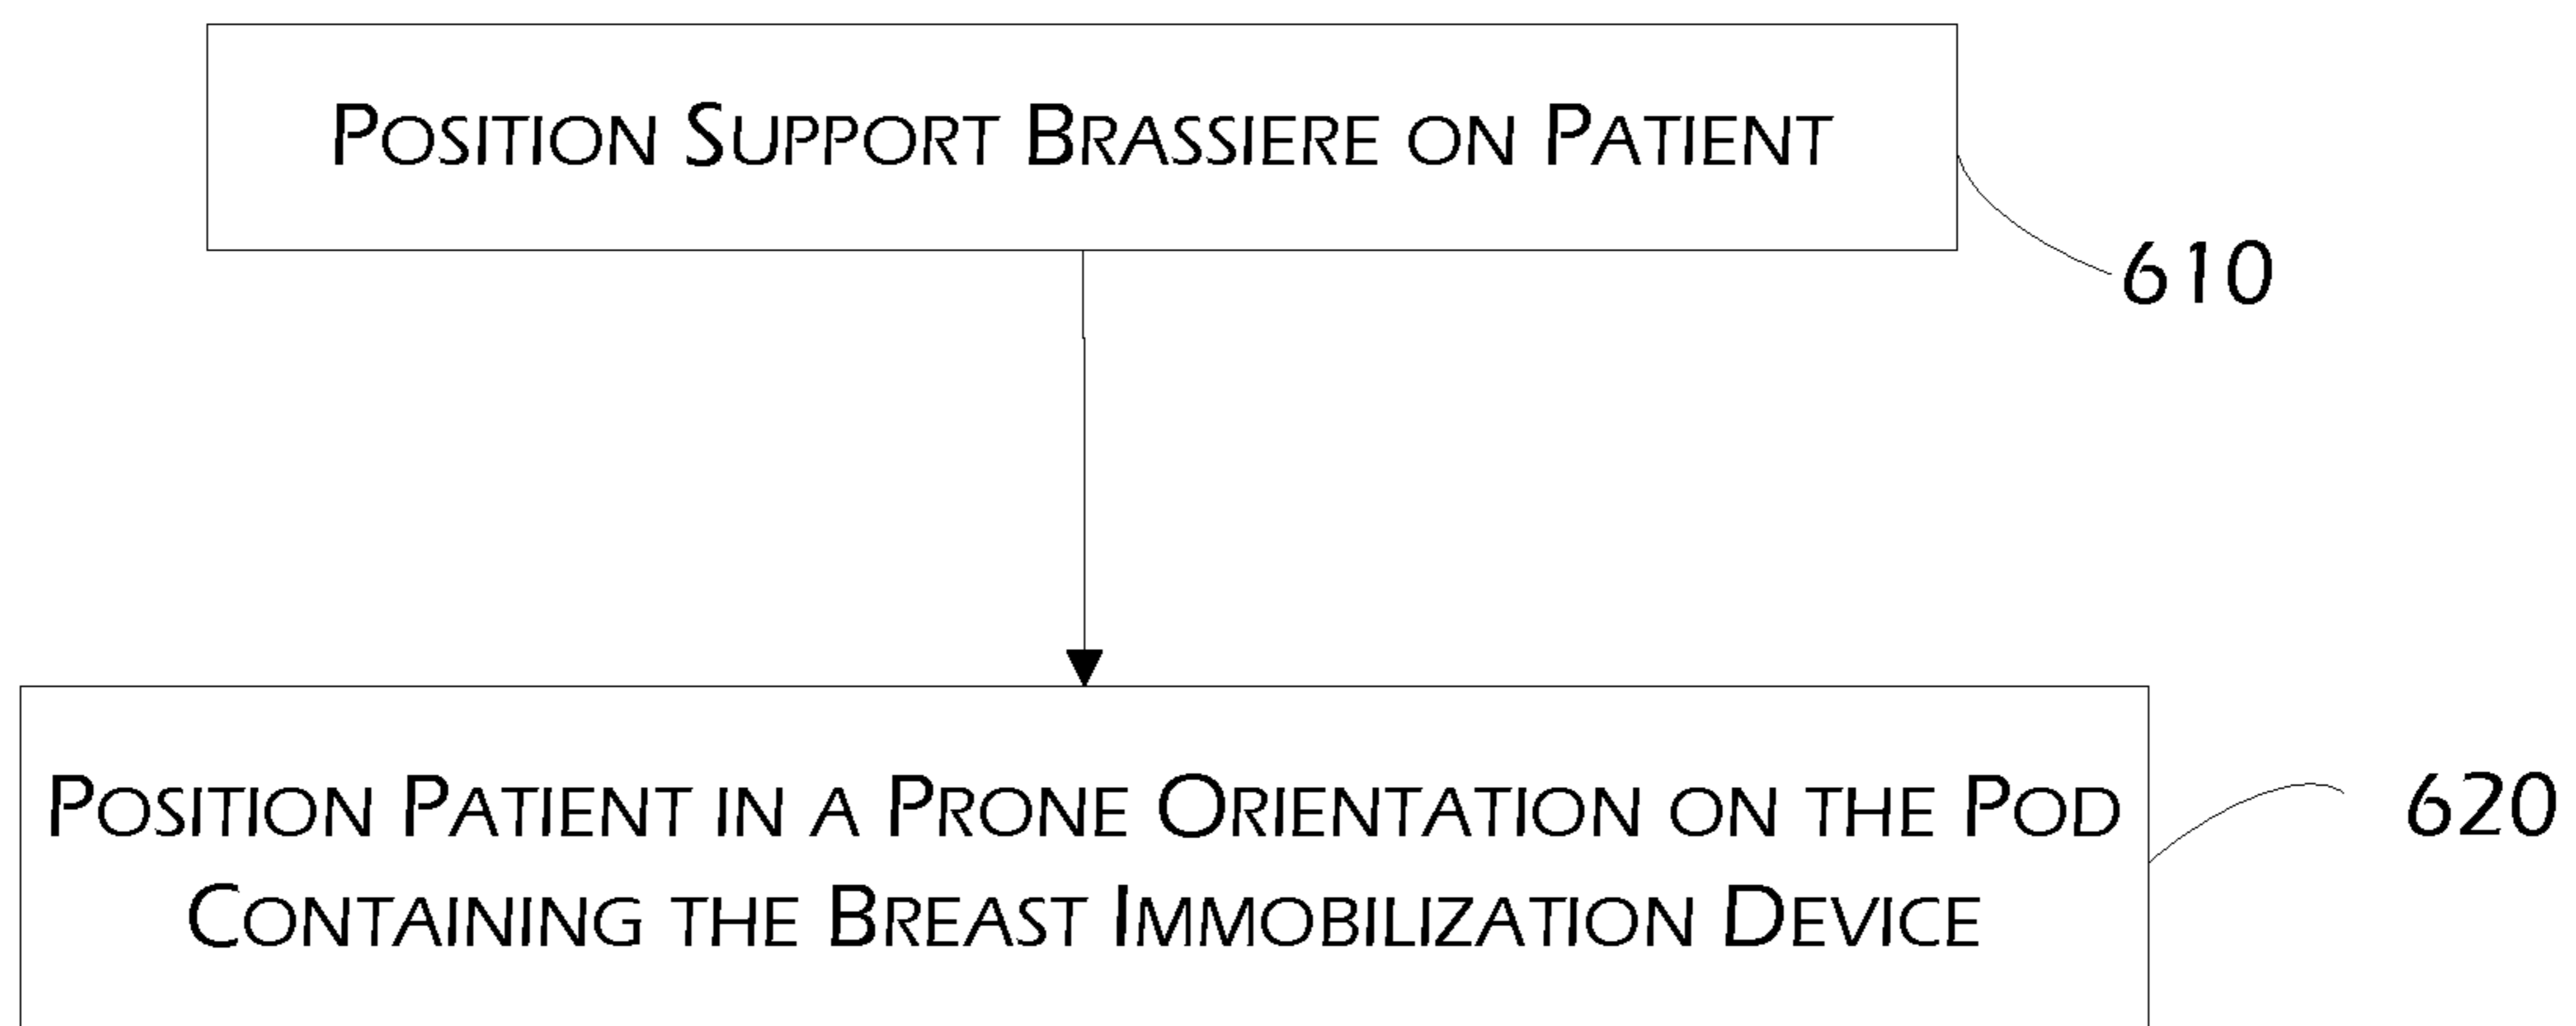 POSITION SUPPORT BRASSIERE ON PATIENT
610
POSITION PATIENT IN A PRONE ORIENTATION ON THE POD
CONTAINING THE BREAST IMMOBILIZATION DEVICE
620